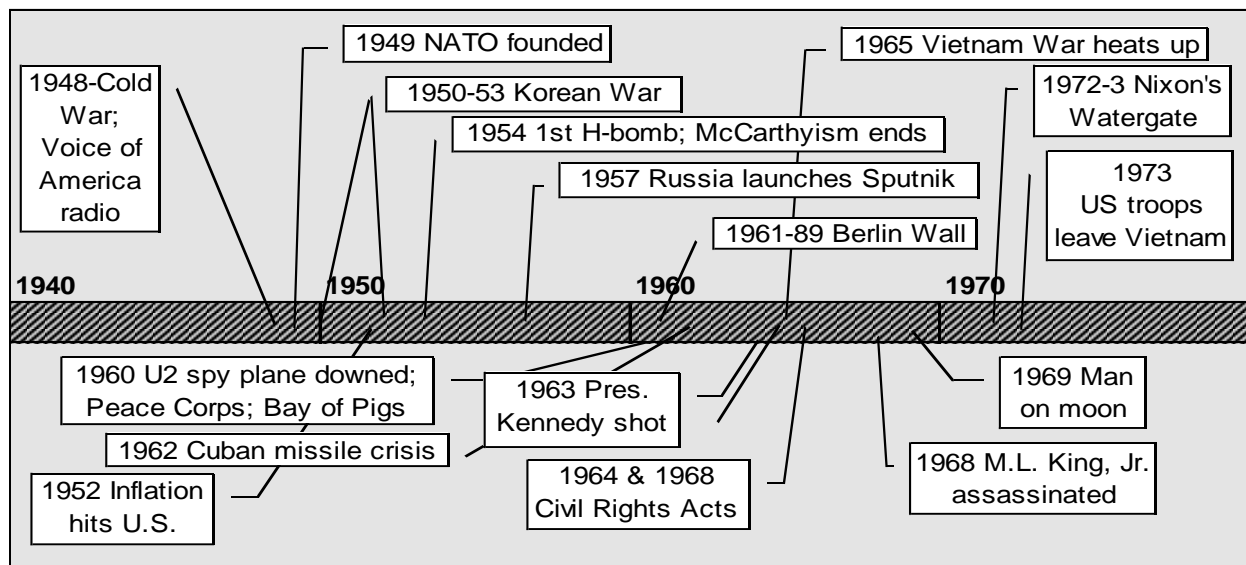 1949 NATO founded
1965 Vietnam War heats up
1948-Cold
War;
Voice of
America
radio
1950-53 Korean War
1972-3 Nixon's
Watergate
1954 1st H-bomb; McCarthyism ends
1957 Russia launches Sputnik
1973
US troops
leave Vietnam
1961-89 Berlin Wall
1940
1950
1960
1970
1960 U2 spy plane downed;
Peace Corps; Bay of Pigs
1963 Pres.
Kennedy shot
1969 Man
on moon
1962 Cuban missile crisis
1964 & 1968
Civil Rights Acts
1968 M.L. King, Jr.
assassinated
1952 Inflation
hits U.S.